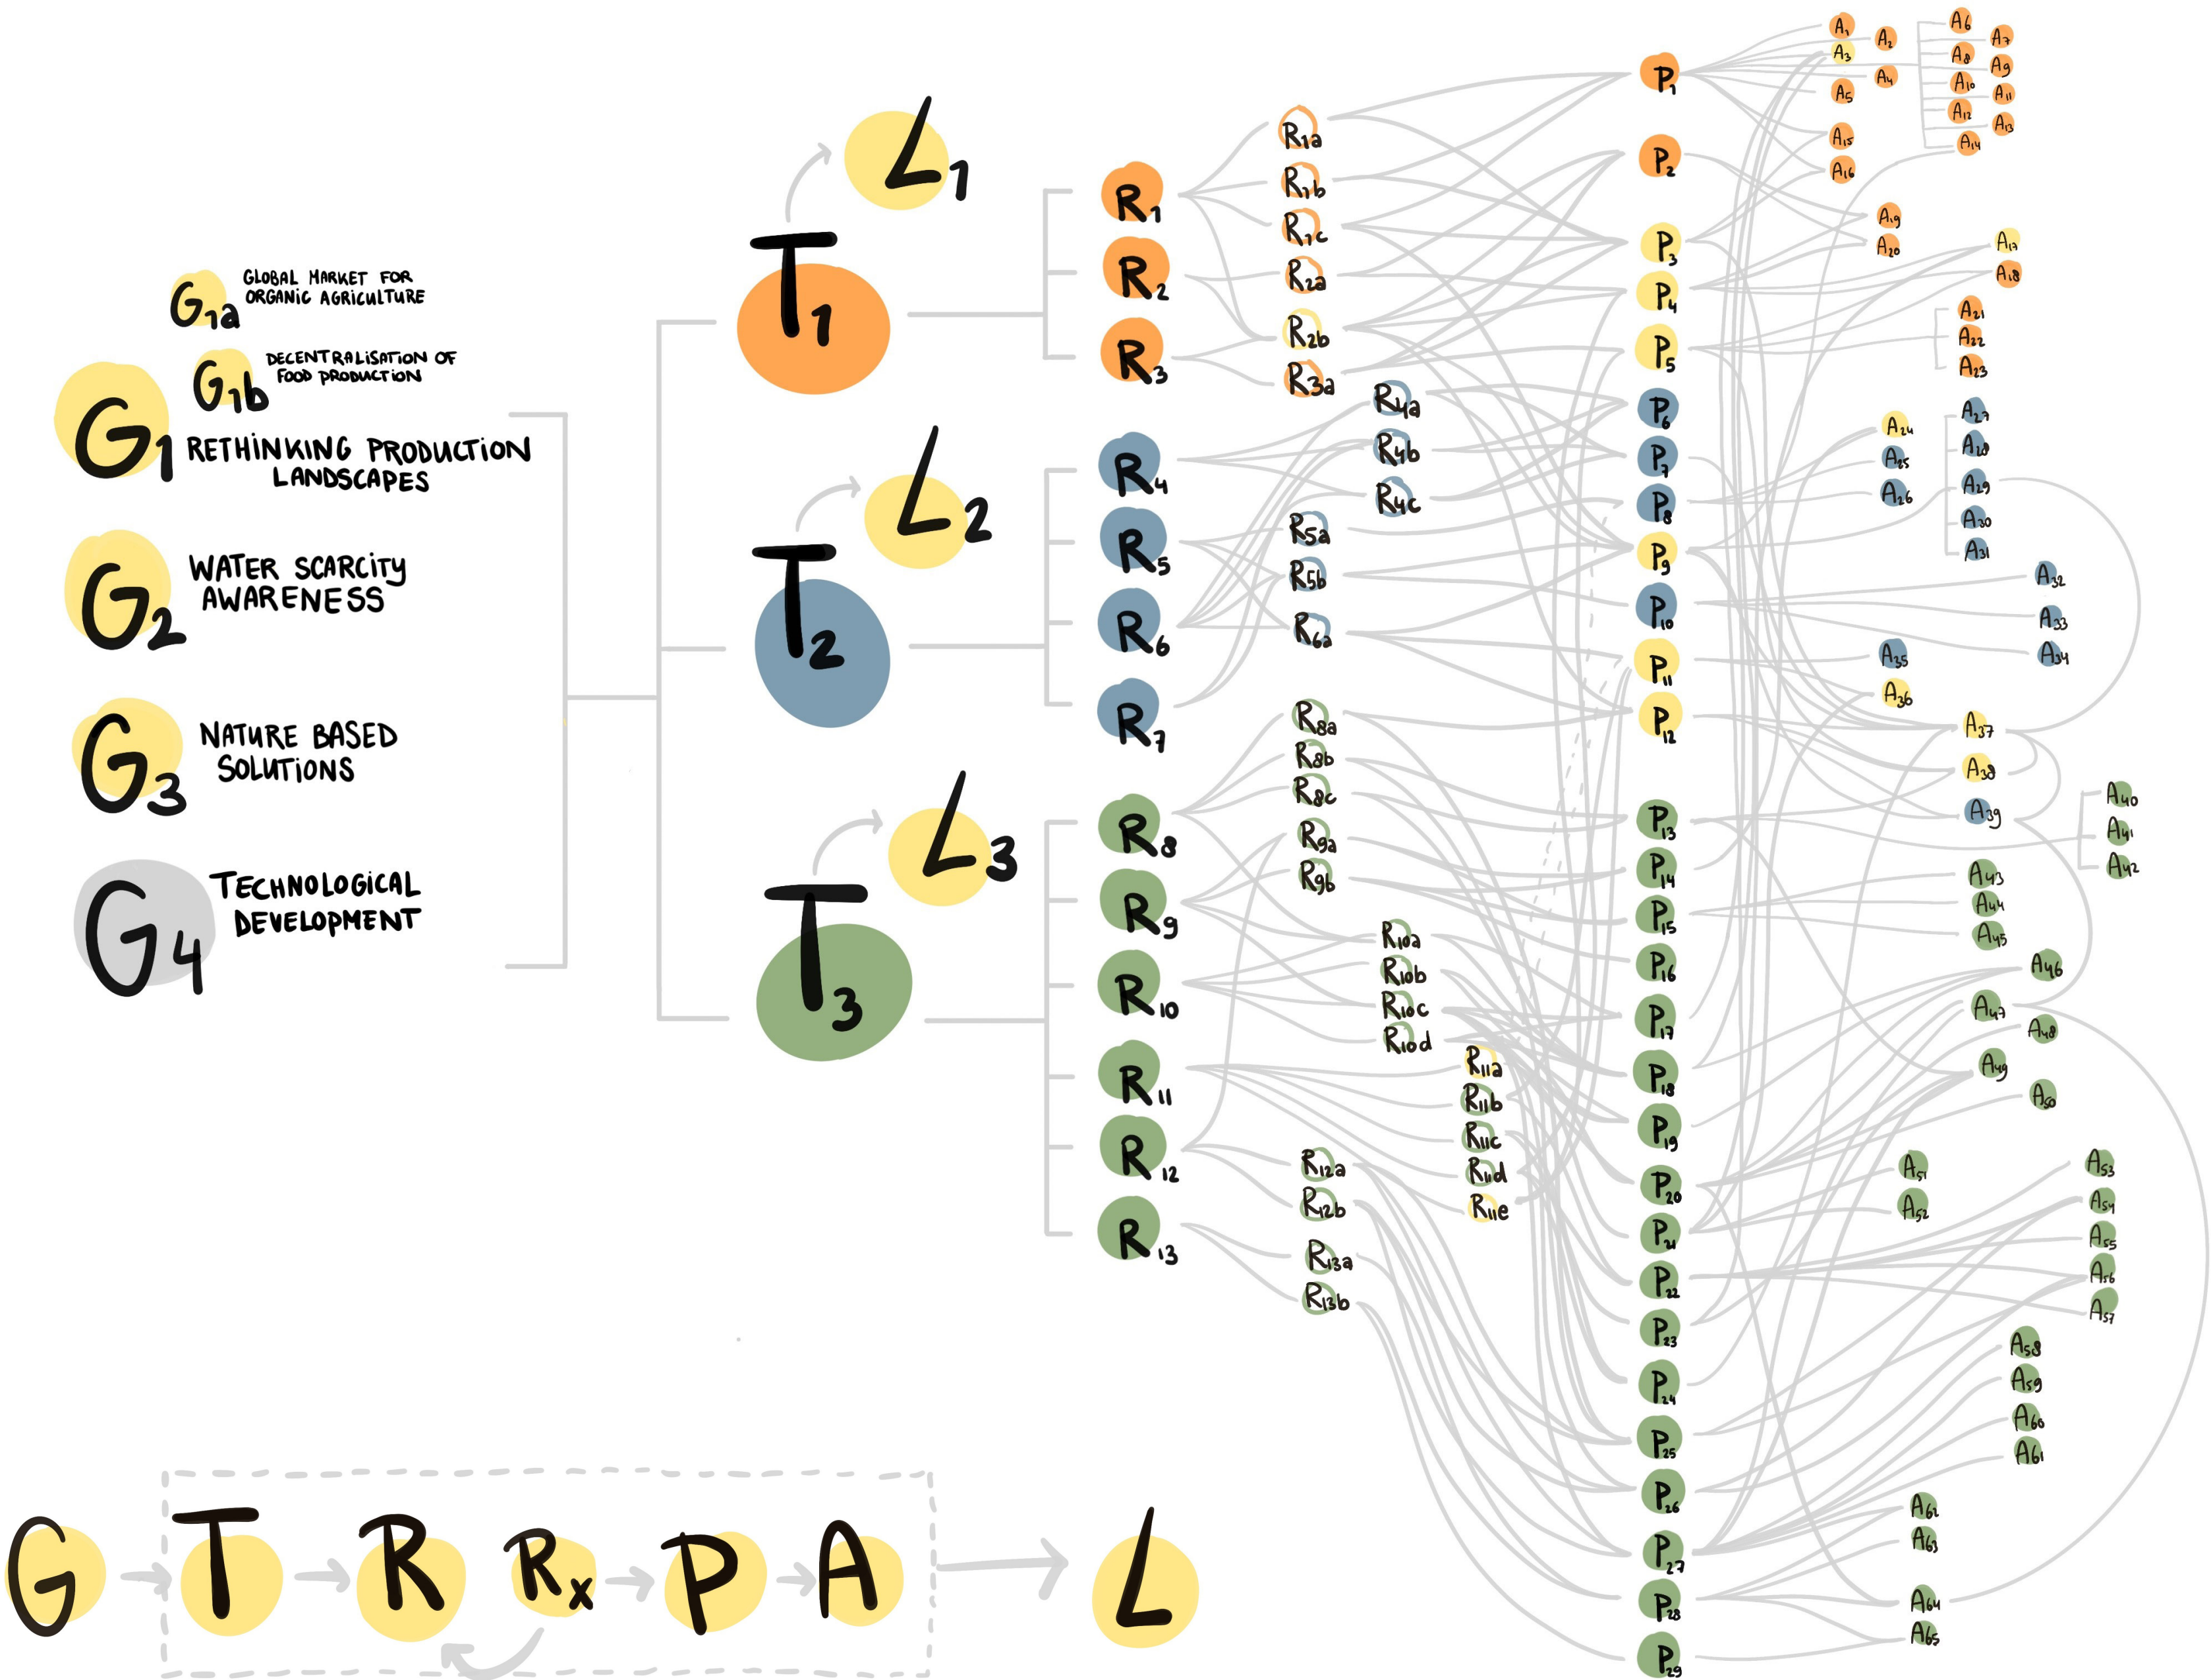 G1a GLOBAL MARKET FOR
ORGANIC AGRICULTURE
G1b DECENTRALISATION OF
FOOD PRODUCTION
G1 RETHINKING PRODUCTION
LANDSCAPES
G2 WATER SCARCITY
AWARENESS
G3 NATURE BASED
SOLUTIONS
G4 TECHNOLOGICAL
DEVELOPMENT
T1
L1
T2
L2
T3
L3
R1
R2
R3
R4
R5
R6
R7
R8
R9
R10
R11
R12
R13
R1a
R1b
R1c
R2a
R2b
R3a
R4a
R4b
R4c
R5a
R5b
R6a
R8a
R8b
R8c
R9a
R9b
R10a
R10b
R10c
R10d
R11a
R11b
R11c
R11d
R11e
R12a
R12b
R13a
R13b
P1
P2
P3
P4
P5
P6
P7
P8
P9
P10
P11
P12
P13
P14
P15
P16
P17
P18
P19
P20
P21
P22
P23
P24
P25
P26
P27
P28
P29
A1
A2
A3
A4
A5
A6
A7
A8
A9
A10
A11
A12
A13
A14
A15
A16
A19
A20
A17
A18
A21
A22
A23
A24
A25
A26
A27
A28
A29
A30
A31
A32
A33
A34
A35
A36
A37
A38
A39
A40
A41
A42
A43
A44
A45
A46
A47
A48
A49
A50
A51
A52
A53
A54
A55
A56
A57
A58
A59
A60
A61
A62
A63
A64
A65
G T R Rx P A L